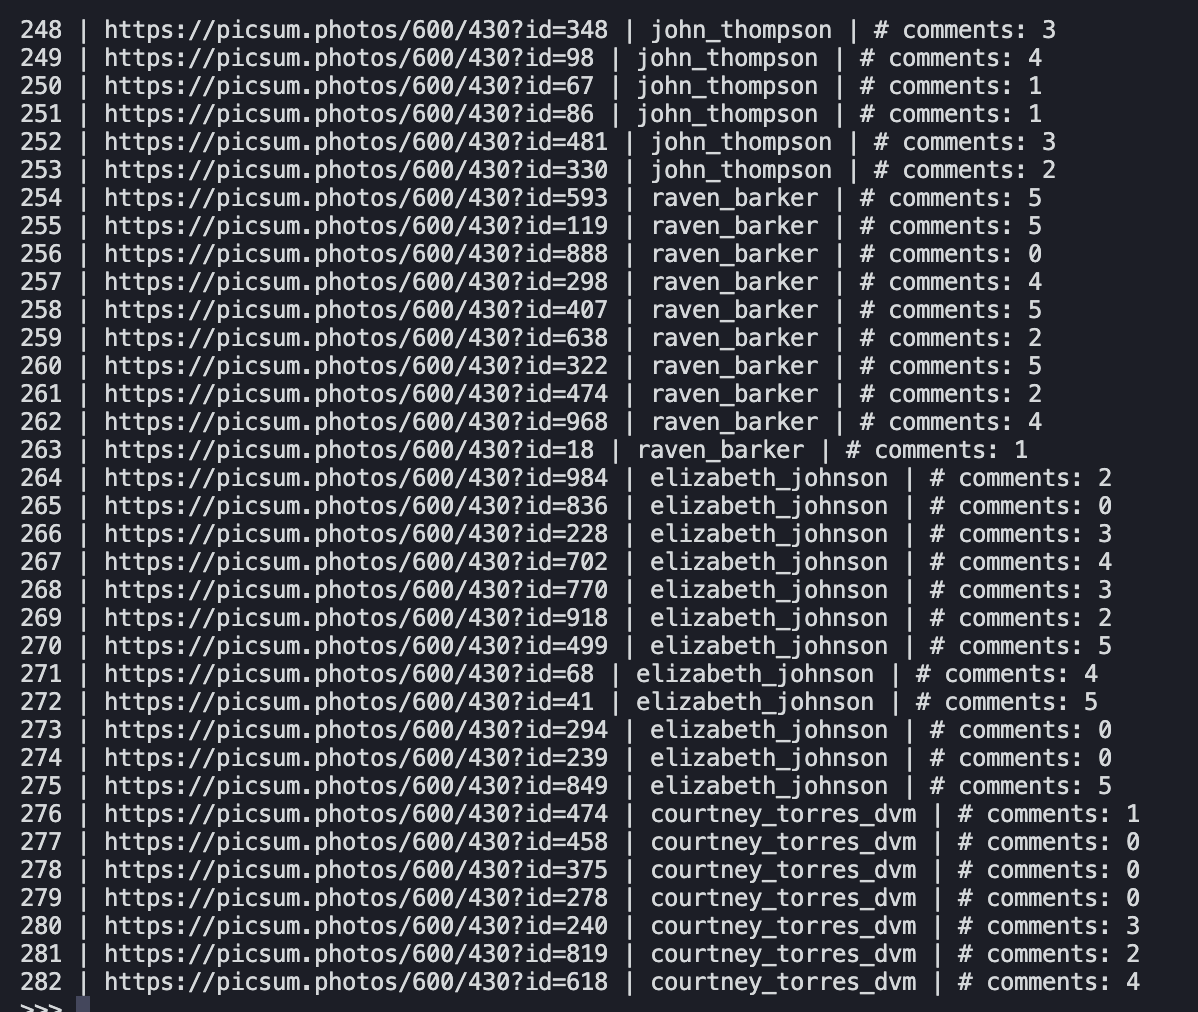 248 | https://picsum.photos/600/430?id=348 | john_thompson | # comments: 3
249 | https://picsum.photos/600/430?id=98 | john_thompson | # comments: 4
250 | https://picsum.photos/600/430?id=67 | john_thompson | # comments: 1
251 | https://picsum.photos/600/430?id=86 | john_thompson | # comments: 1
252 | https://picsum.photos/600/430?id=481 | john_thompson | # comments: 3
253 | https://picsum.photos/600/430?id=330 | john_thompson | # comments: 2
254 | https://picsum.photos/600/430?id=593 | raven_barker | # comments: 5
255 | https://picsum.photos/600/430?id=119 | raven_barker | # comments: 5
256 | https://picsum.photos/600/430?id=888 | raven_barker | # comments: 0
257 | https://picsum.photos/600/430?id=298 | raven_barker | # comments: 4
258 | https://picsum.photos/600/430?id=407 | raven_barker | # comments: 5
259 | https://picsum.photos/600/430?id=638 | raven_barker | # comments: 2
260 | https://picsum.photos/600/430?id=322 | raven_barker | # comments: 5
261 | https://picsum.photos/600/430?id=474 | raven_barker | # comments: 2
262 | https://picsum.photos/600/430?id=968 | raven_barker | # comments: 4
263 | https://picsum.photos/600/430?id=18 | raven_barker | # comments: 1
264 | https://picsum.photos/600/430?id=984 | elizabeth_johnson | # comments: 2
265 | https://picsum.photos/600/430?id=836 | elizabeth_johnson | # comments: 0
266 | https://picsum.photos/600/430?id=228 | elizabeth_johnson | # comments: 3
267 | https://picsum.photos/600/430?id=702 | elizabeth_johnson | # comments: 4
268 | https://picsum.photos/600/430?id=770 | elizabeth_johnson | # comments: 3
269 | https://picsum.photos/600/430?id=918 | elizabeth_johnson | # comments: 2
270 | https://picsum.photos/600/430?id=499 | elizabeth_johnson | # comments: 5
271 | https://picsum.photos/600/430?id=68 | elizabeth_johnson | # comments: 4
272 | https://picsum.photos/600/430?id=41 | elizabeth_johnson | # comments: 5
273 | https://picsum.photos/600/430?id=294 | elizabeth_johnson | # comments: 0
274 | https://picsum.photos/600/430?id=239 | elizabeth_johnson | # comments: 0
275 | https://picsum.photos/600/430?id=849 | elizabeth_johnson | # comments: 5
276 | https://picsum.photos/600/430?id=474 | courtney_torres_dvm | # comments: 1
277 | https://picsum.photos/600/430?id=458 | courtney_torres_dvm | # comments: 0
278 | https://picsum.photos/600/430?id=375 | courtney_torres_dvm | # comments: 0
279 | https://picsum.photos/600/430?id=278 | courtney_torres_dvm | # comments: 0
280 | https://picsum.photos/600/430?id=240 | courtney_torres_dvm | # comments: 3
281 | https://picsum.photos/600/430?id=819 | courtney_torres_dvm | # comments: 2
282 | https://picsum.photos/600/430?id=618 | courtney_torres_dvm | # comments: 4
>>>